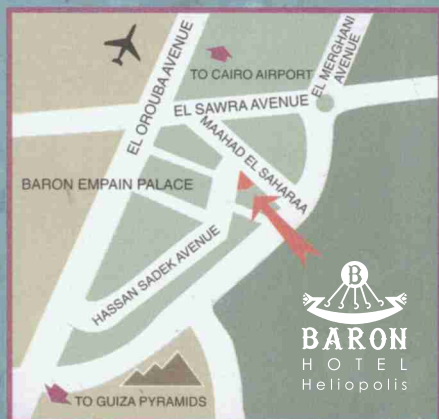 TO CAIRO AIRPORT
EL MERGHANI
AVENUE
EL OROUBA AVENUE
EL SAWRA AVENUE
MAAHAD EL SAHARAA
BARON EMPAIN PALACE
HASSAN SADEK AVENUE
TO GUIZA PYRAMIDS
B
BARON
HOTEL
Heliopolis